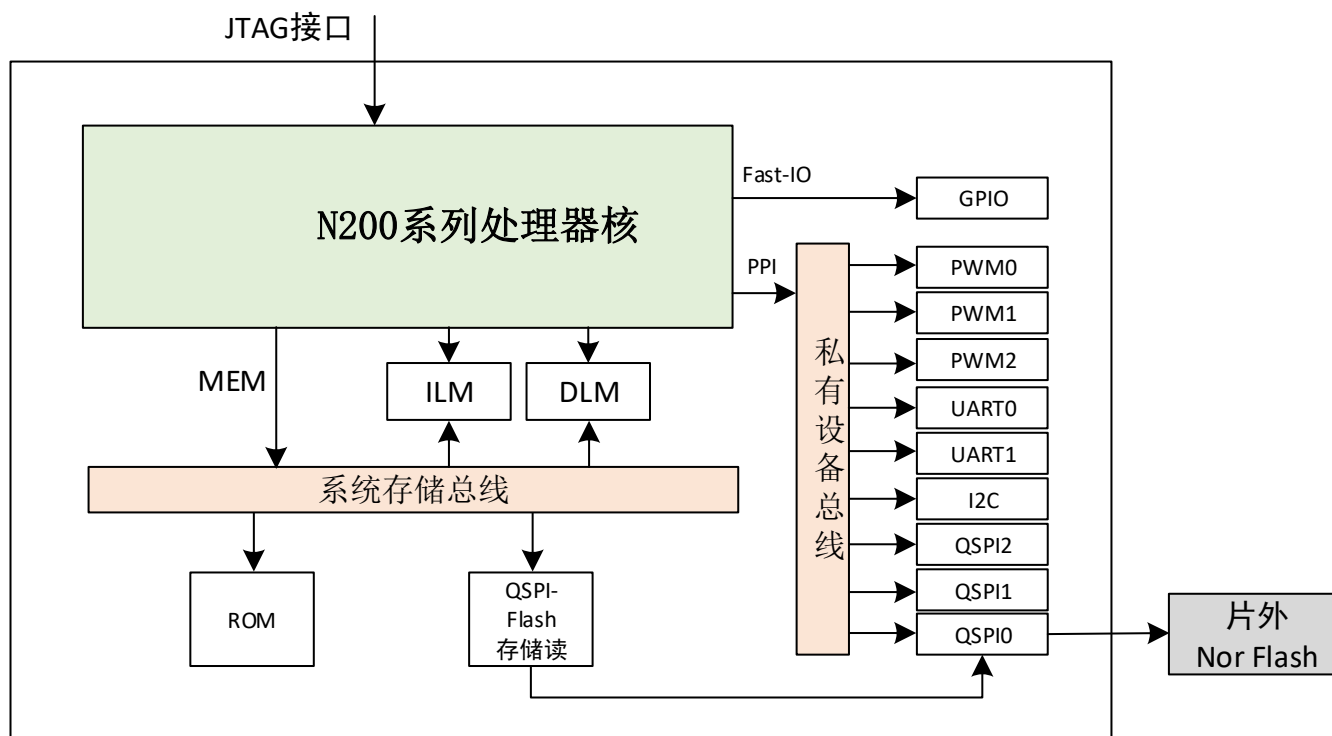 JTAG接口
N200系列处理器核
Fast-IO
GPIO
PPI
私有设备总线
PWM0
PWM1
PWM2
UART0
UART1
I2C
QSPI2
QSPI1
QSPI0
MEM
ILM
DLM
系统存储总线
ROM
QSPI-
Flash
存储读
片外
Nor Flash